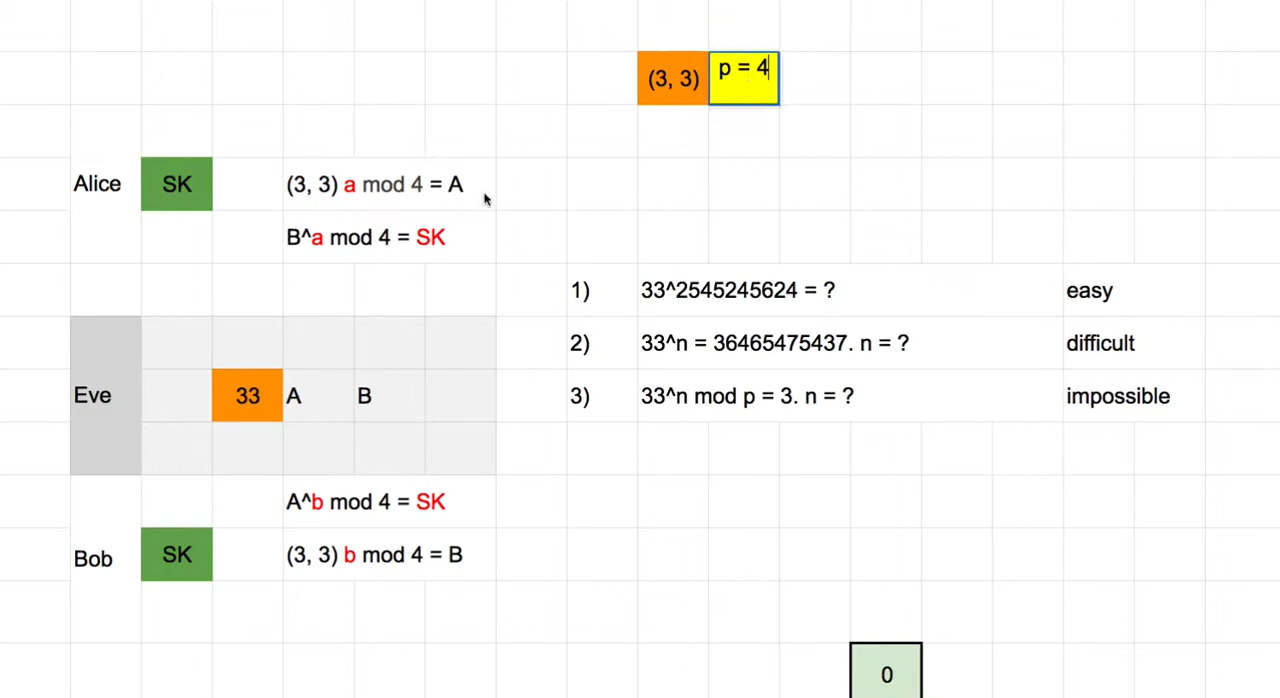 (3, 3) p = 4
Alice SK (3, 3) a mod 4 = A
B^a mod 4 = SK
1) 33^2545245624 = ? easy
2) 33^n = 36465475437. n = ? difficult
Eve 33 A B 3) 33^n mod p = 3. n = ? impossible
A^b mod 4 = SK
Bob SK (3, 3) b mod 4 = B
0